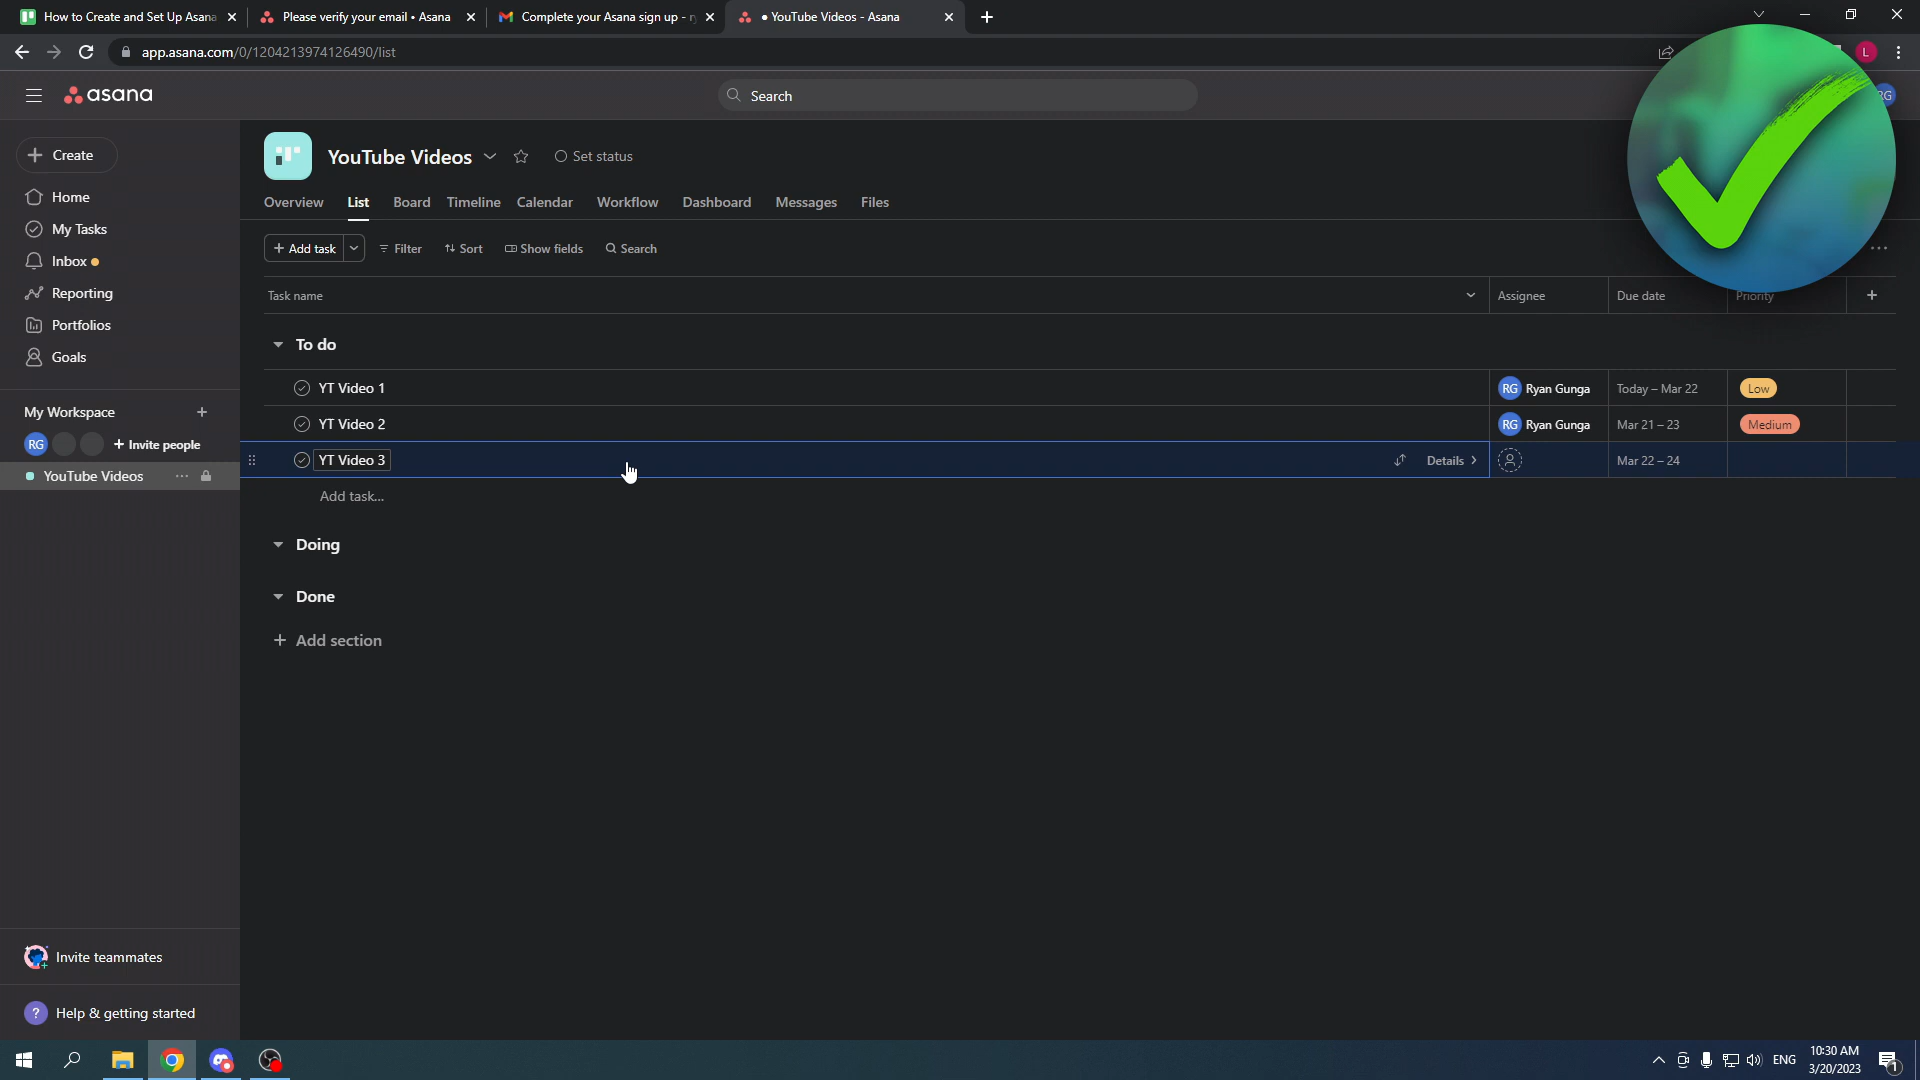 How to Create and Set Up Asana
Please verify your email • Asana
Complete your Asana sign up -
• YouTube Videos - Asana
app.asana.com/0/1204213974126490/list
L
asana
Search
RG
Create
Home
My Tasks
Inbox
Reporting
Portfolios
Goals
My Workspace
RG
Invite people
YouTube Videos
Invite teammates
? Help & getting started
YouTube Videos
Set status
Overview List Board Timeline Calendar Workflow Dashboard Messages Files
Add task Filter Sort Show fields Search
Task name Assignee Due date Priority
To do
YT Video 1 RG Ryan Gunga Today – Mar 22 Low
YT Video 2 RG Ryan Gunga Mar 21 – 23 Medium
YT Video 3 Details Mar 22 – 24
Add task...
Doing
Done
Add section
ENG
10:30 AM
3/20/2023
1